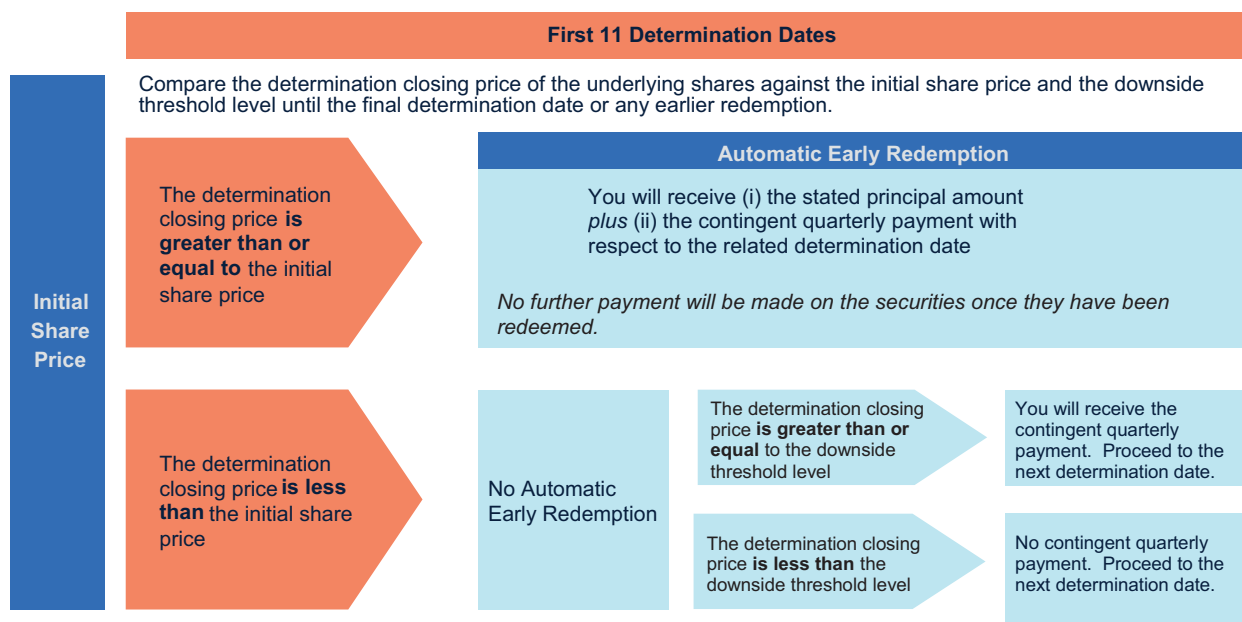 First 11 Determination Dates
Compare the determination closing price of the underlying shares against the initial share price and the downside
threshold level until the final determination date or any earlier redemption.
Initial
Share
Price
The determination
closing price is
greater than or
equal to the initial
share price
Automatic Early Redemption
You will receive (i) the stated principal amount
plus (ii) the contingent quarterly payment with
respect to the related determination date
No further payment will be made on the securities once they have been
redeemed.
The determination
closing price is less
than the initial share
price
No Automatic
Early Redemption
The determination closing
price is greater than or
equal to the downside
threshold level
You will receive the
contingent quarterly
payment. Proceed to the
next determination date.
The determination closing
price is less than the
downside threshold level
No contingent quarterly
payment. Proceed to the
next determination date.